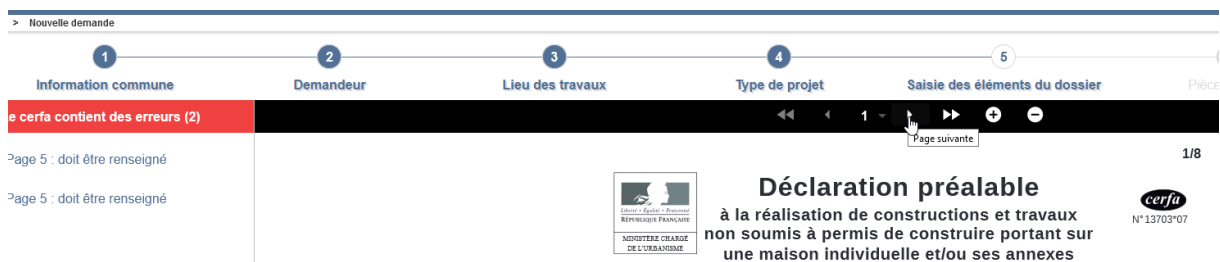 > Nouvelle demande
1 2 3 4 5
Information commune Demandeur Lieu des travaux Type de projet Saisie des éléments du dossier Pièce
e cerfa contient des erreurs (2)
1
Page suivante
Page 5 : doit être renseigné
Page 5 : doit être renseigné
1/8
Déclaration préalable
à la réalisation de constructions et travaux
non soumis à permis de construire portant sur
une maison individuelle et/ou ses annexes
Liberté • Égalité • Fraternité
RÉPUBLIQUE FRANÇAISE
MINISTÈRE CHARGÉ
DE L'URBANISME
cerfa
N° 13703*07